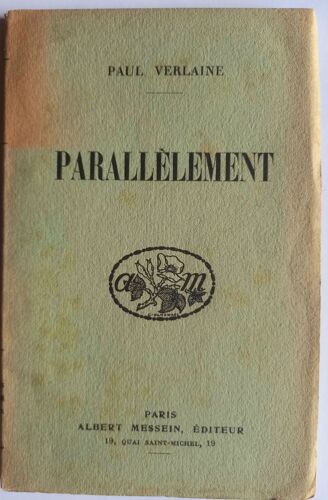 PAUL VERLAINE
PARALLÈLEMENT
a m
PARIS
ALBERT MESSEIN, ÉDITEUR
19, QUAI SAINT-MICHEL, 19